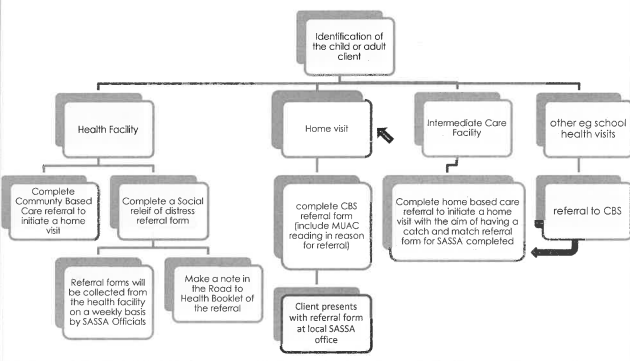 Identification of
the child or adult
client
Health Facility
Home visit
Intermediate Care
Facility
other eg school
health visits
Complete
Communty Based
Care referral to
initiate a home
visit
Complete a Social
releif of distress
referral form
complete CBS
referral form
(include MUAC
reading in reason
for referral)
Complete home based care
referral to initiate a home
visit with the aim of having a
catch and match referral
form for SASSA completed
referral to CBS
Referral forms will
be collected from
the health facility
on a weekly basis
by SASSA Officials
Make a note in
the Road to
Health Booklet of
the referral
Client presents
with referral form
at local SASSA
office